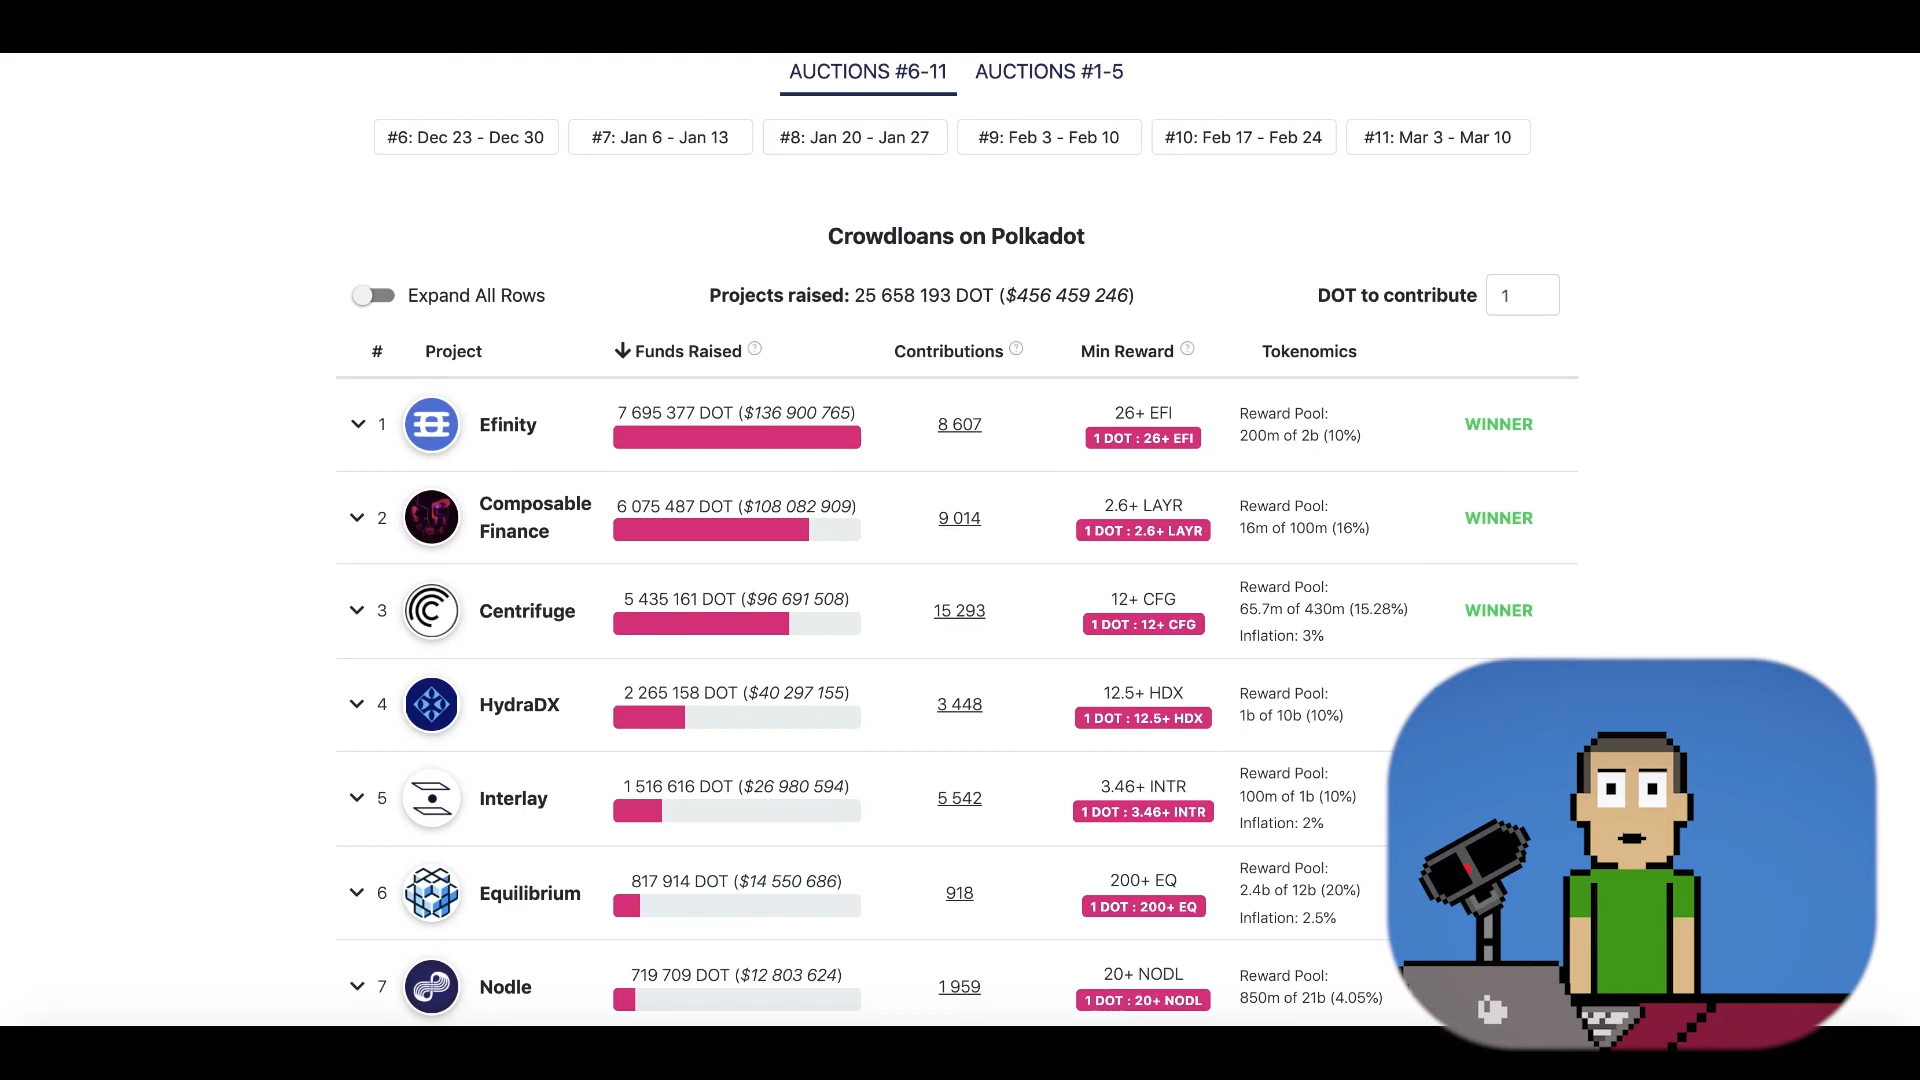 AUCTIONS #6-11 AUCTIONS #1-5
#6: Dec 23 - Dec 30 #7: Jan 6 - Jan 13 #8: Jan 20 - Jan 27 #9: Feb 3 - Feb 10 #10: Feb 17 - Feb 24 #11: Mar 3 - Mar 10
Crowdloans on Polkadot
Expand All Rows Projects raised: 25 658 193 DOT ($456 459 246) DOT to contribute 1
# Project Funds Raised ? Contributions ? Min Reward ? Tokenomics
1 Efinity 7 695 377 DOT ($136 900 765) 8 607 26+ EFI
1 DOT : 26+ EFI
Reward Pool:
200m of 2b (10%)
WINNER
2 Composable
Finance
6 075 487 DOT ($108 082 909) 9 014 2.6+ LAYR
1 DOT : 2.6+ LAYR
Reward Pool:
16m of 100m (16%)
WINNER
3 Centrifuge 5 435 161 DOT ($96 691 508) 15 293 12+ CFG
1 DOT : 12+ CFG
Reward Pool:
65.7m of 430m (15.28%)
Inflation: 3%
WINNER
4 HydraDX 2 265 158 DOT ($40 297 155) 3 448 12.5+ HDX
1 DOT : 12.5+ HDX
Reward Pool:
1b of 10b (10%)
5 Interlay 1 516 616 DOT ($26 980 594) 5 542 3.46+ INTR
1 DOT : 3.46+ INTR
Reward Pool:
100m of 1b (10%)
Inflation: 2%
6 Equilibrium 817 914 DOT ($14 550 686) 918 200+ EQ
1 DOT : 200+ EQ
Reward Pool:
2.4b of 12b (20%)
Inflation: 2.5%
7 Nodle 719 709 DOT ($12 803 624) 1 959 20+ NODL
1 DOT : 20+ NODL
Reward Pool:
850m of 21b (4.05%)